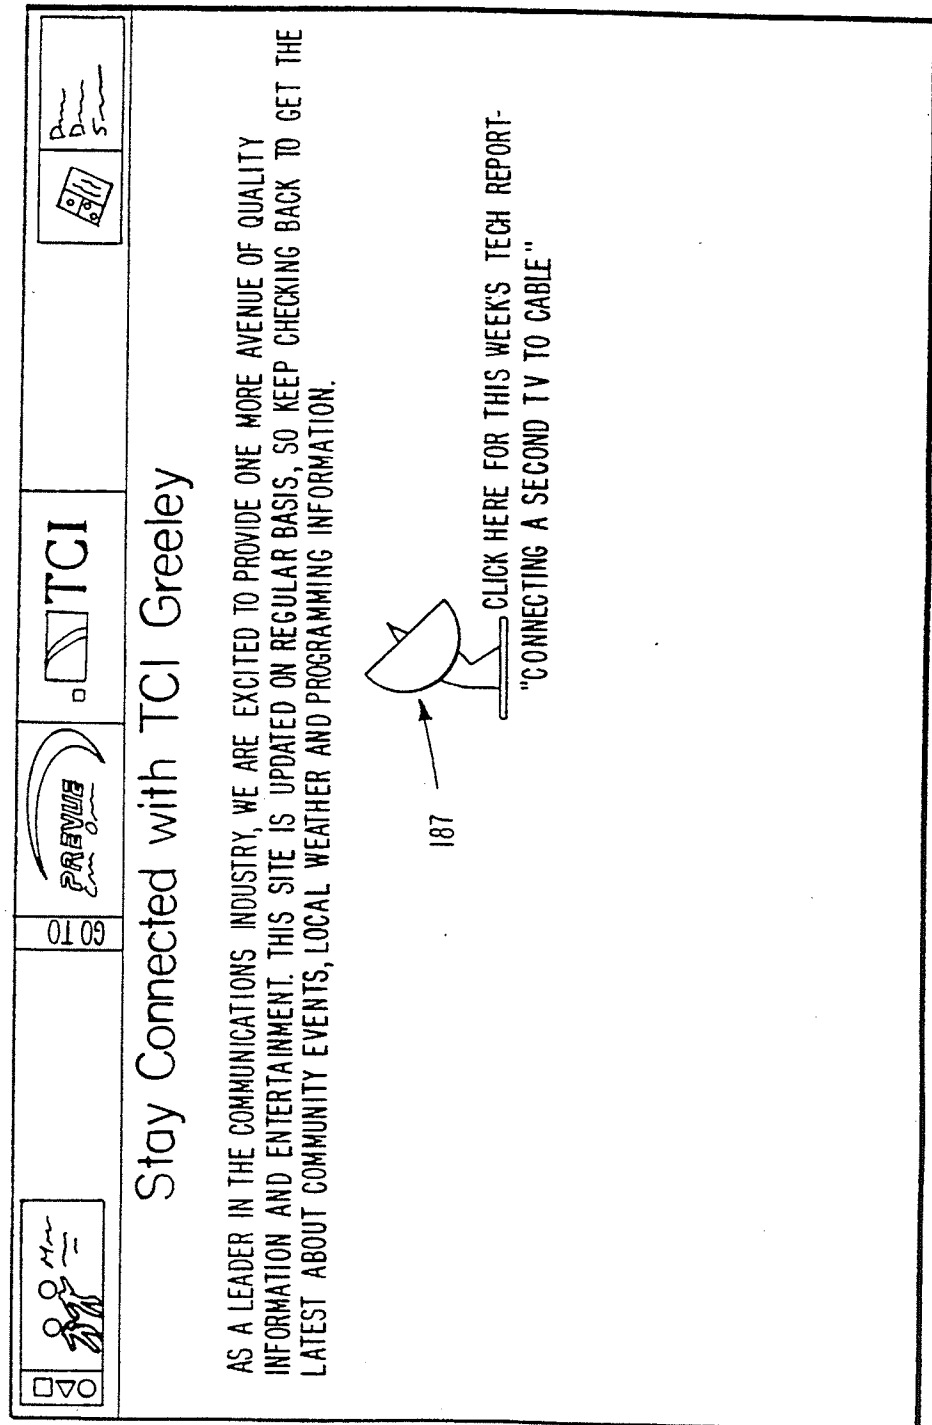 GO TO
PREVUE
TCI
Stay Connected with TCI Greeley
AS A LEADER IN THE COMMUNICATIONS INDUSTRY, WE ARE EXCITED TO PROVIDE ONE MORE AVENUE OF QUALITY
INFORMATION AND ENTERTAINMENT. THIS SITE IS UPDATED ON REGULAR BASIS, SO KEEP CHECKING BACK TO GET THE
LATEST ABOUT COMMUNITY EVENTS, LOCAL WEATHER AND PROGRAMMING INFORMATION.
187
CLICK HERE FOR THIS WEEK'S TECH REPORT-
"CONNECTING A SECOND TV TO CABLE"